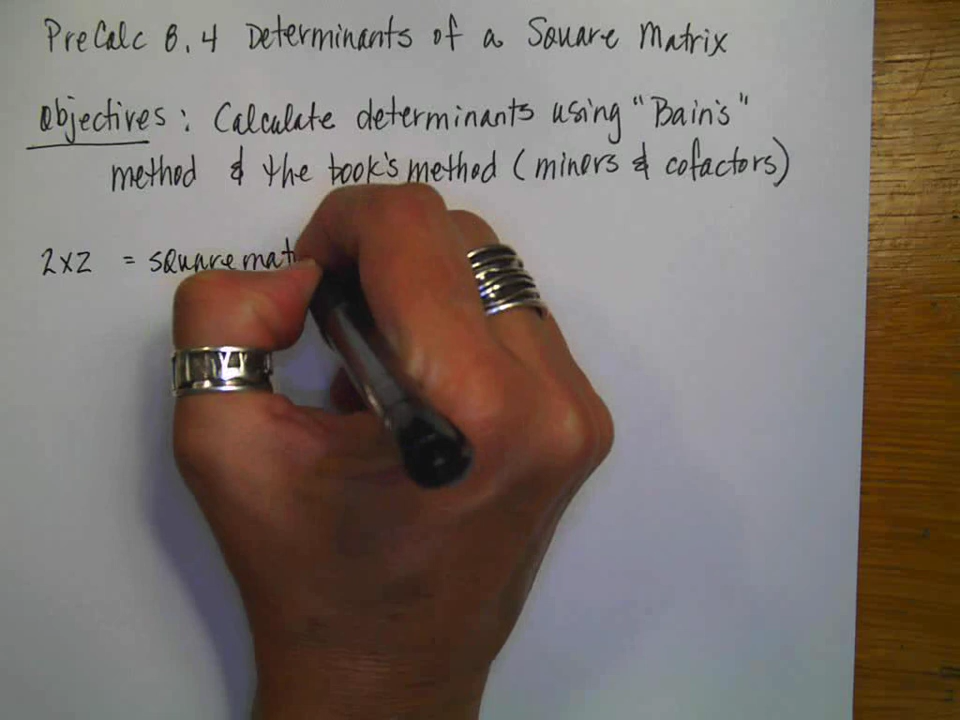 PreCalc 8.4 Determinants of a Square Matrix
Objectives: Calculate determinants using "Bain's"
method & the book's method (minors & cofactors)
2x2 = square mat